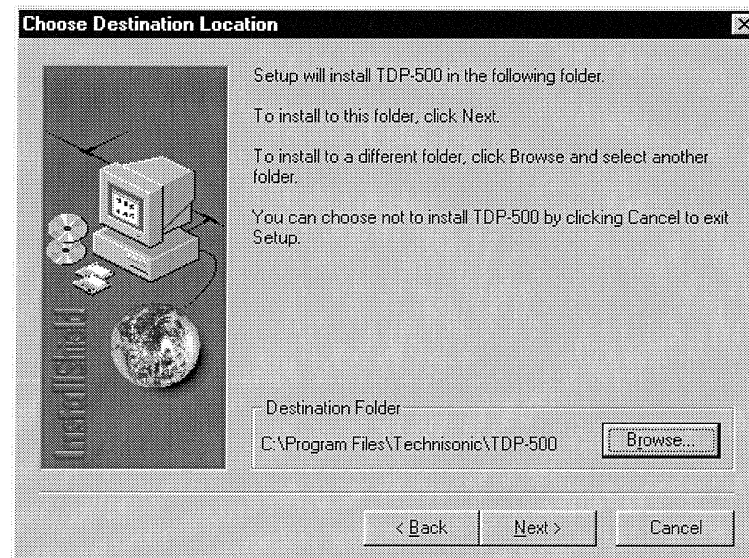 Choose Destination Location
Setup will install TDP-500 in the following folder.
To install to this folder, click Next.
To install to a different folder, click Browse and select another
folder.
You can choose not to install TDP-500 by clicking Cancel to exit
Setup.
InstallShield
Destination Folder
C:\Program Files\Technisonic\TDP-500
Browse...
< Back
Next >
Cancel